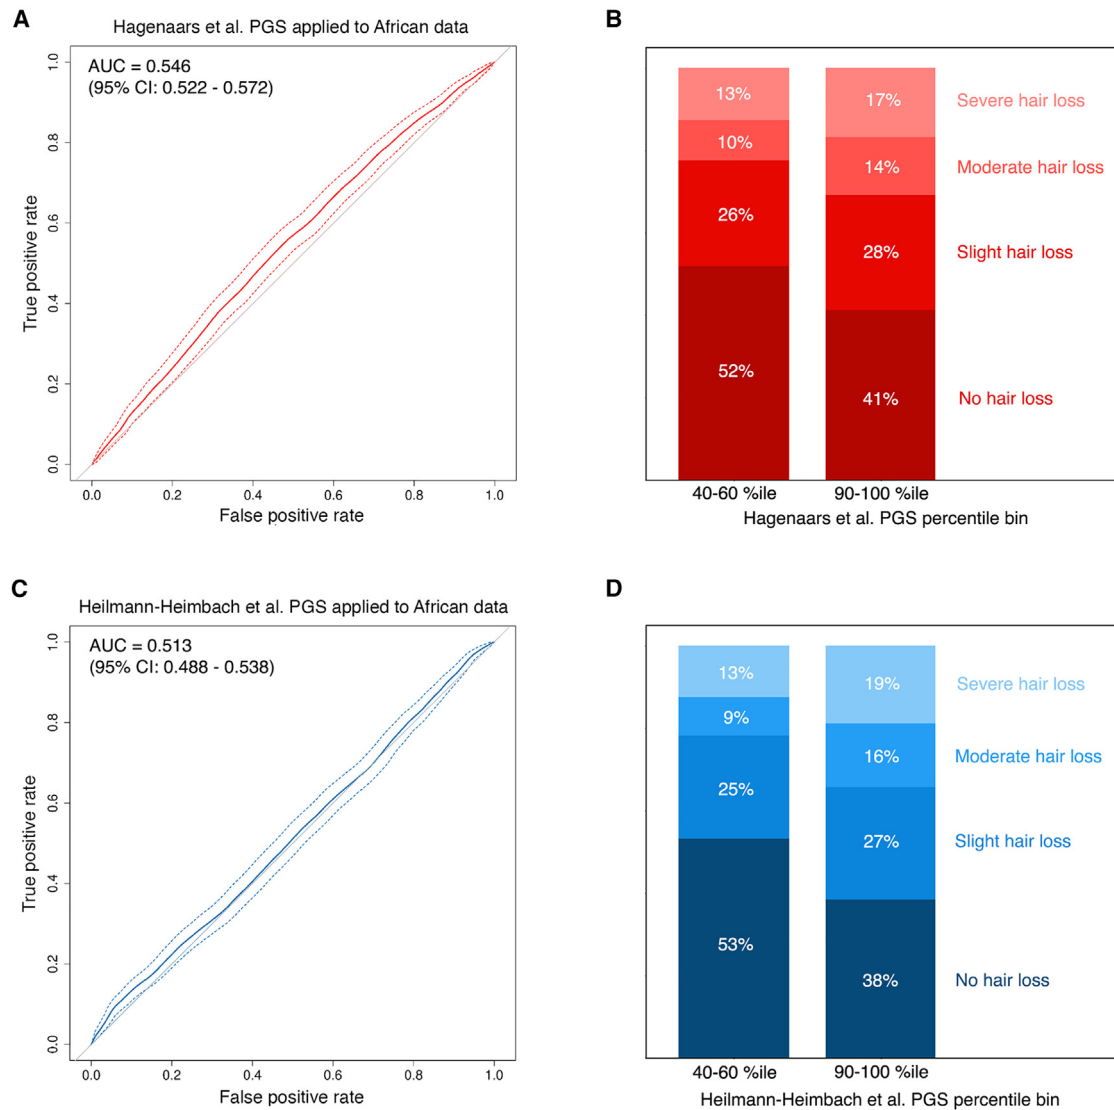 A
Hagenaars et al. PGS applied to African data
AUC = 0.546
(95% CI: 0.522 - 0.572)
True positive rate
1.0
0.8
0.6
0.4
0.2
0.0
0.0 0.2 0.4 0.6 0.8 1.0
False positive rate
B
13% 17% Severe hair loss
10% 14% Moderate hair loss
26% 28% Slight hair loss
52% 41% No hair loss
40-60 %ile 90-100 %ile
Hagenaars et al. PGS percentile bin
C
Heilmann-Heimbach et al. PGS applied to African data
AUC = 0.513
(95% CI: 0.488 - 0.538)
True positive rate
1.0
0.8
0.6
0.4
0.2
0.0
0.0 0.2 0.4 0.6 0.8 1.0
False positive rate
D
13% 19% Severe hair loss
9% 16% Moderate hair loss
25% 27% Slight hair loss
53% 38% No hair loss
40-60 %ile 90-100 %ile
Heilmann-Heimbach et al. PGS percentile bin